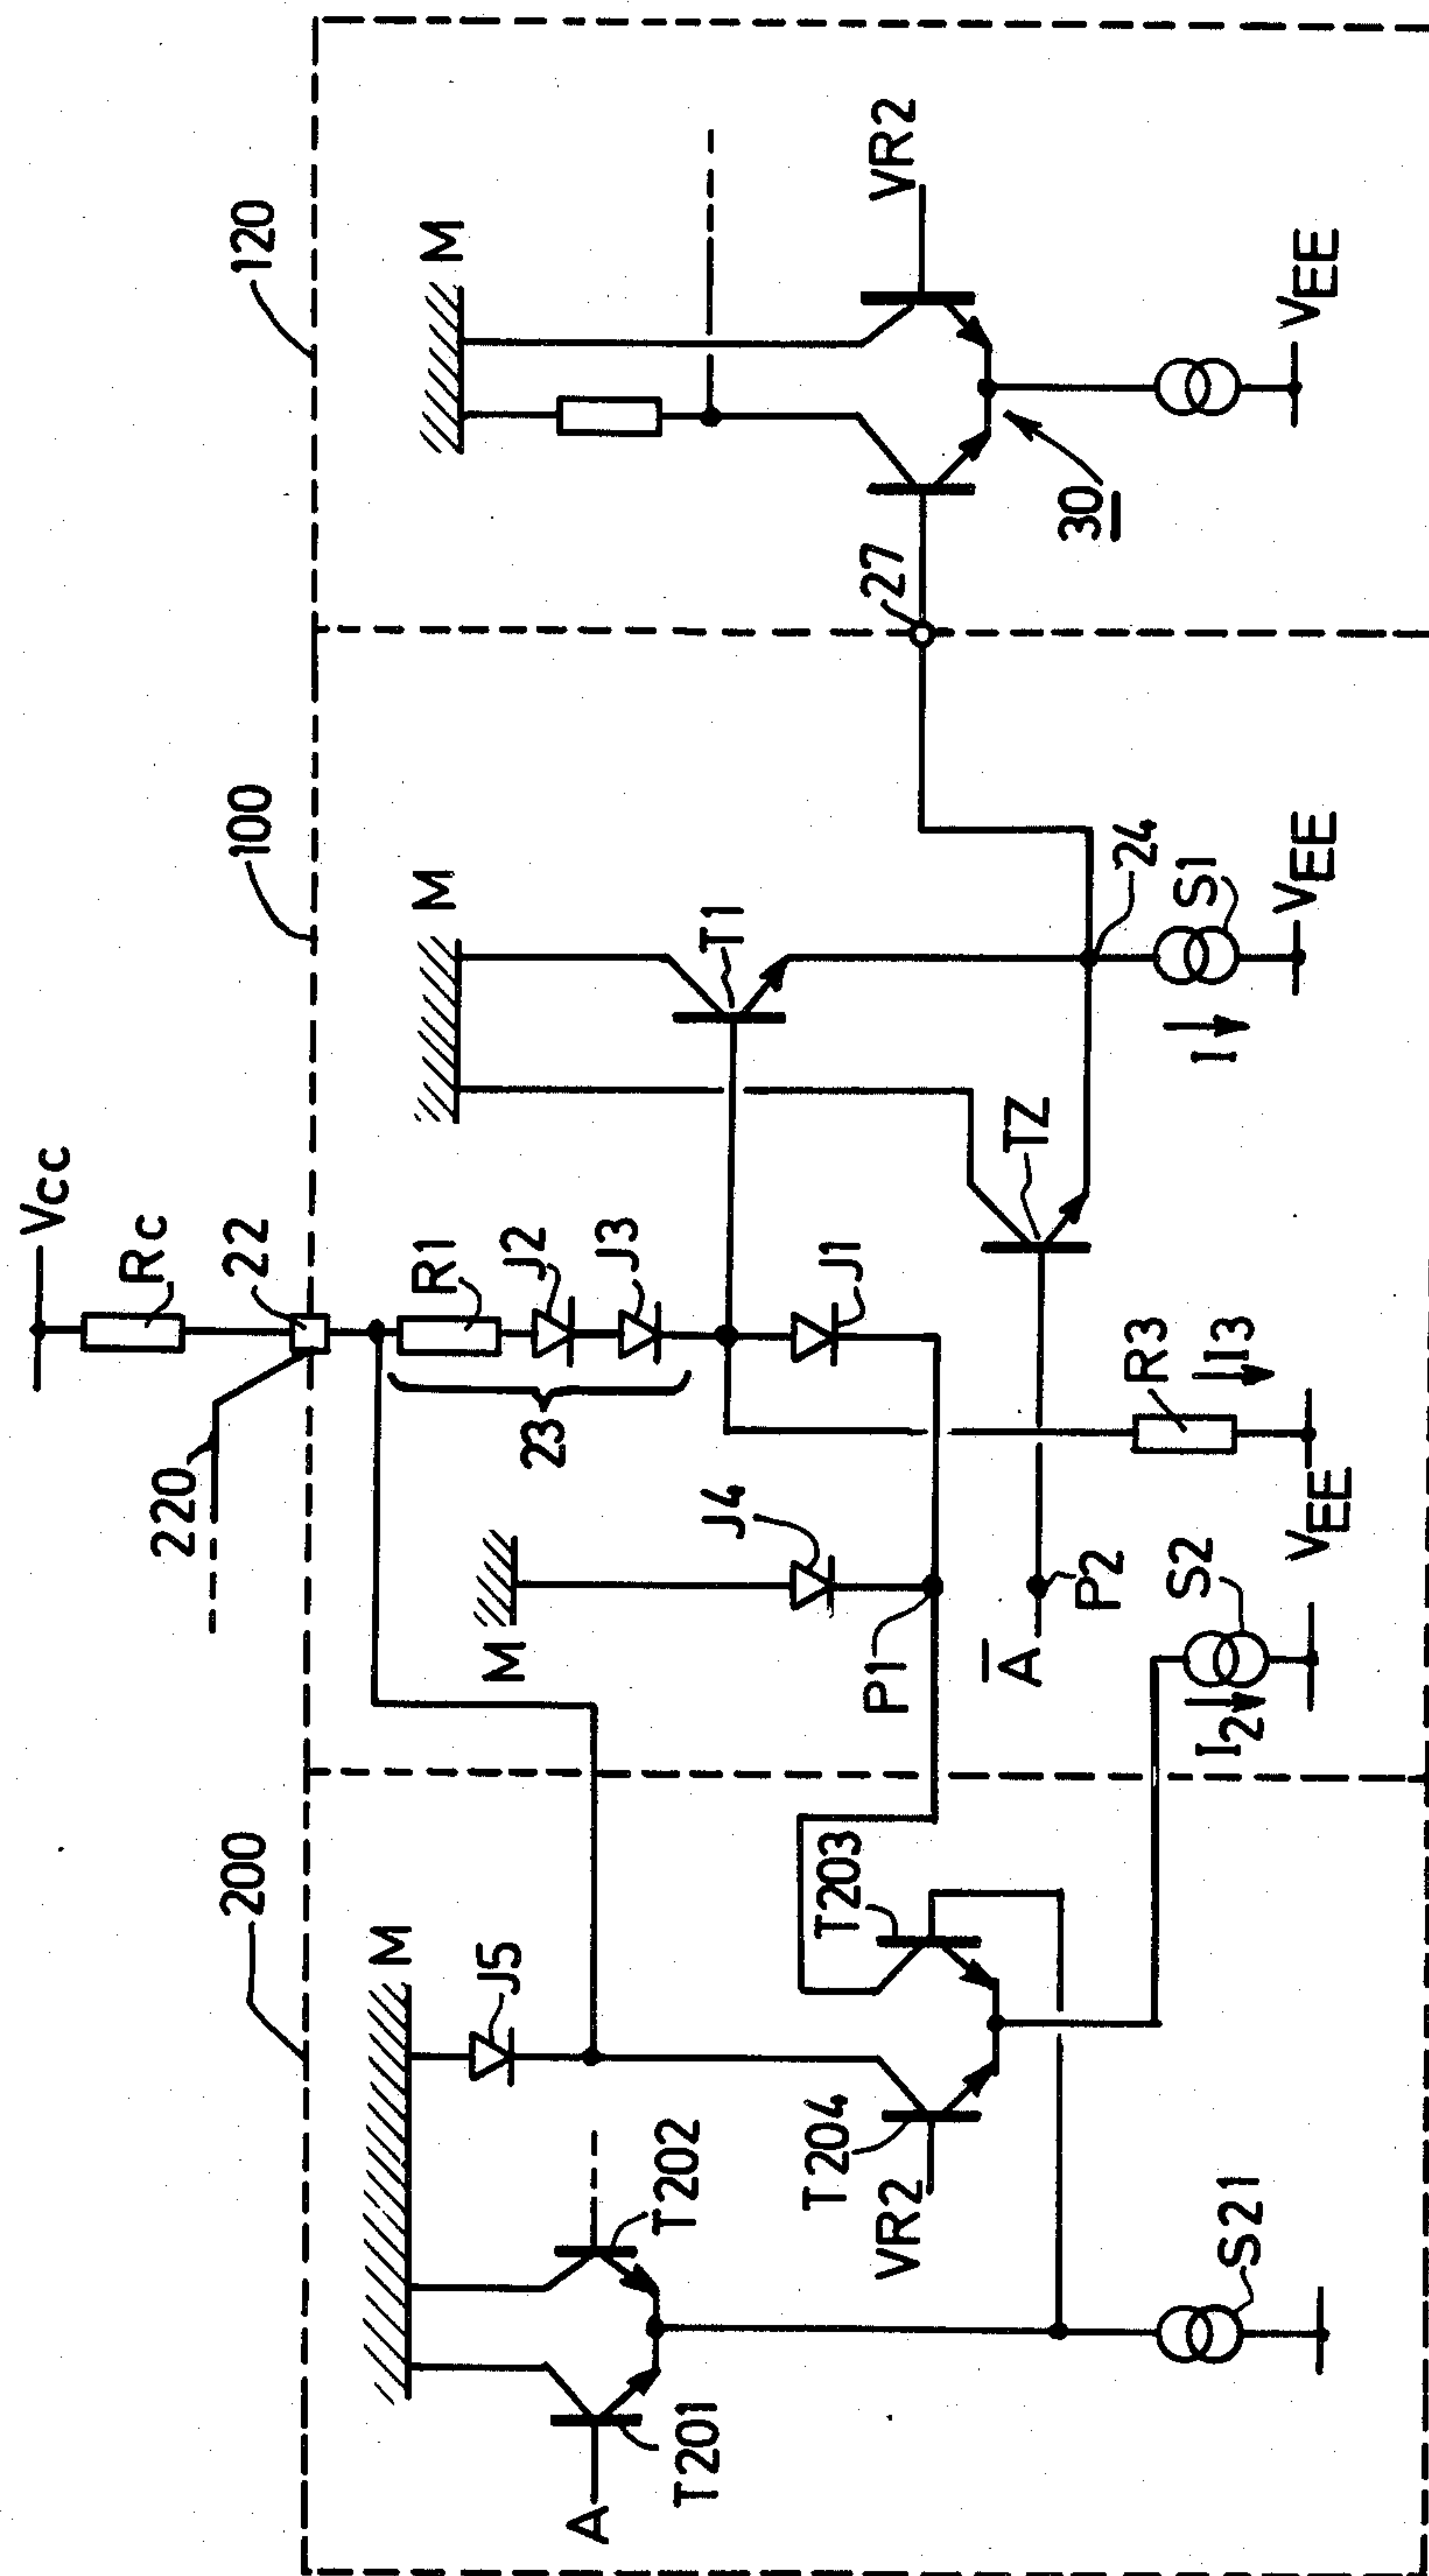 Vcc
Rc
22
220
200
100
120
M
J5
T202
T201
A
T204
VR2
T203
S21
R1
J2
J3
23
J1
J4
M
P1
P2
A̅
R3
I3
VEE
S2
I2
M
T1
TZ
24
S1
I
VEE
27
M
VR2
30
VEE